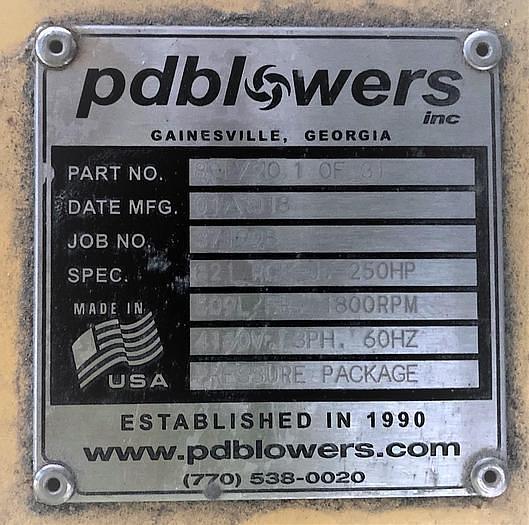 pdblowers
inc
GAINESVILLE, GEORGIA
PART NO. 1 OF 31
DATE MFG.
JOB NO.
SPEC. 250HP
MADE IN 1800RPM
3PH. 60HZ
USA PRESSURE PACKAGE
ESTABLISHED IN 1990
www.pdblowers.com
(770) 538-0020